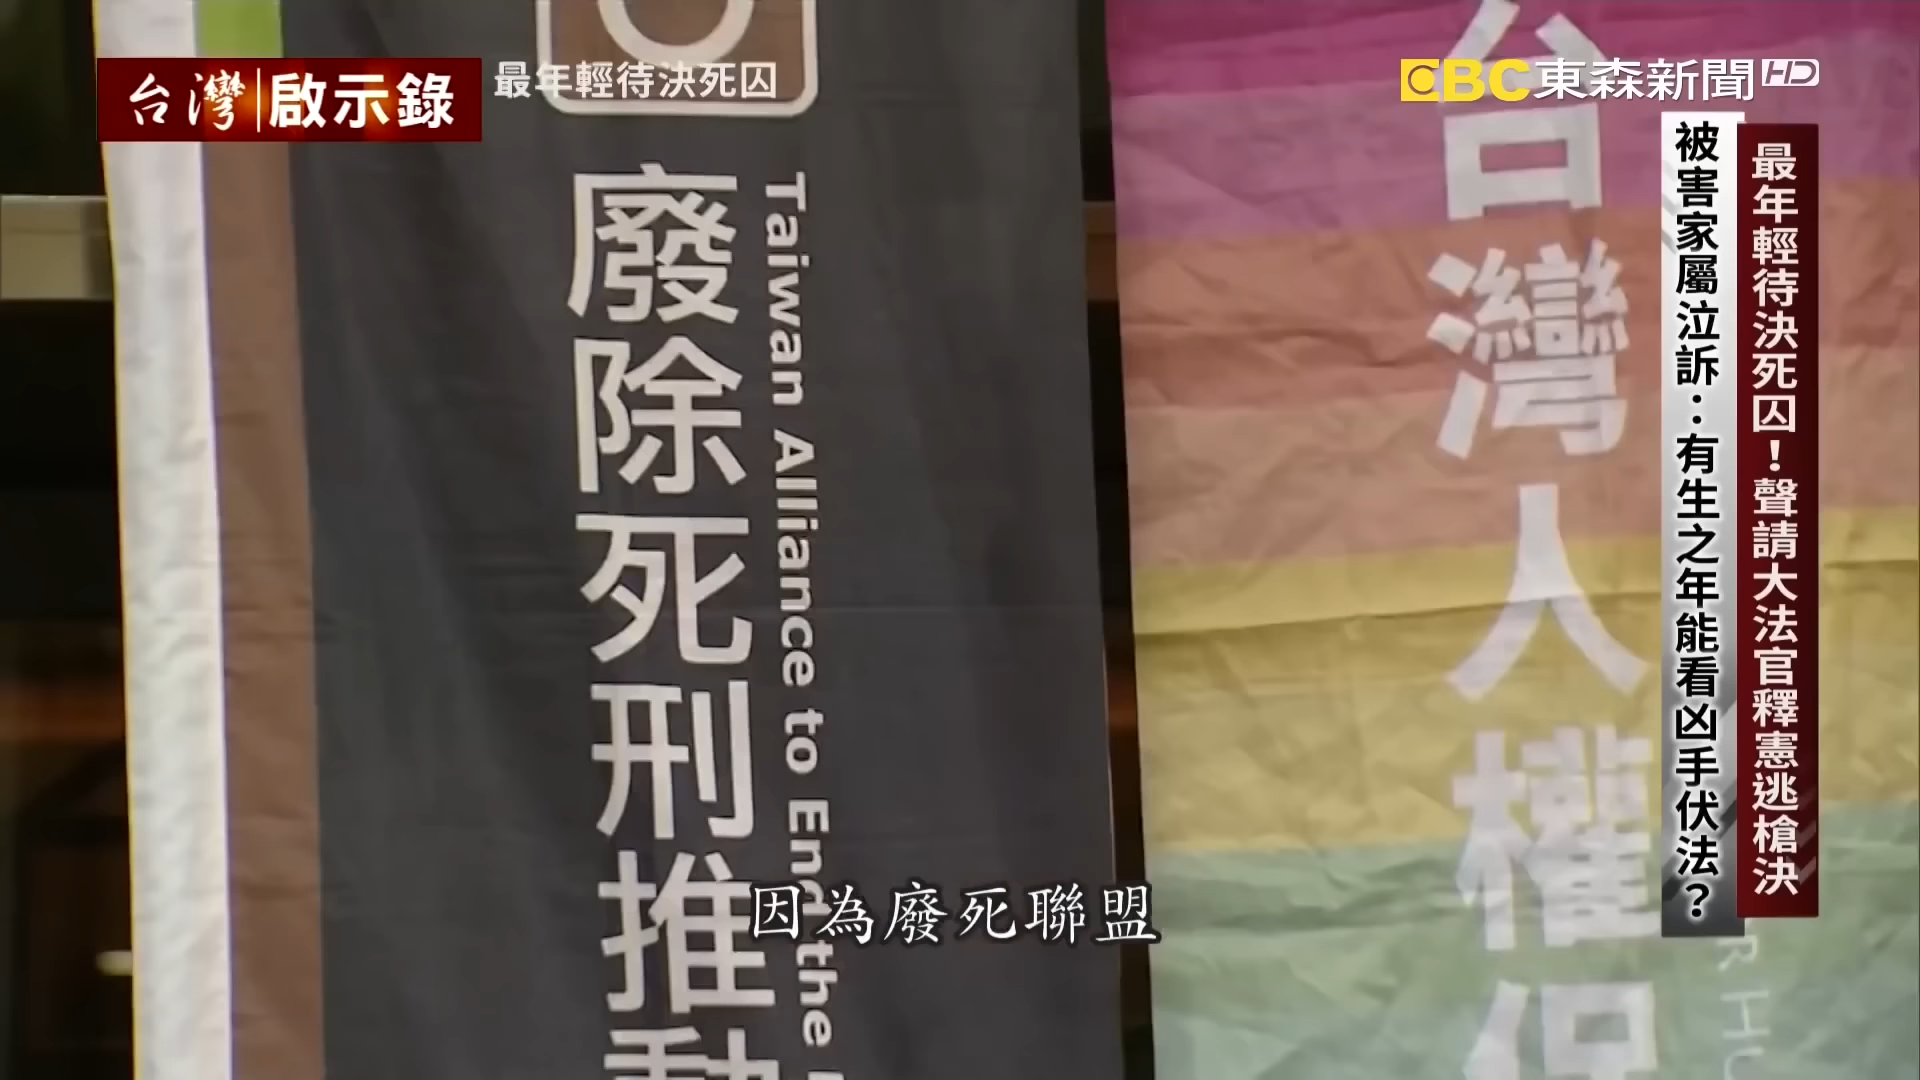 台灣啟示錄
最年輕待決死囚
EBC東森新聞HD
最年輕待決死囚！聲請大法官釋憲逃槍決
被害家屬泣訴：有生之年能看凶手伏法？
廢除死刑推動
Taiwan Alliance to End the
台灣人權保
R HU
因為廢死聯盟